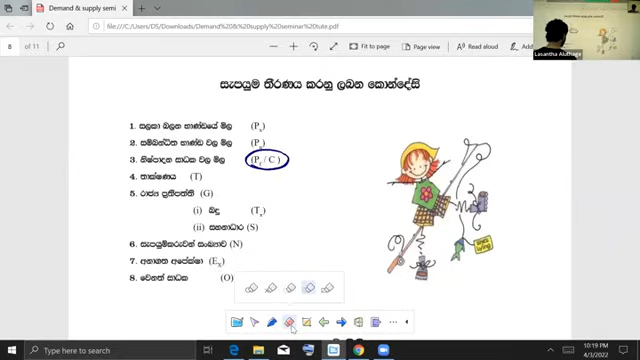 Demand & supply semi
file:///C:/Users/DS/Downloads/Demand%20&%20supply%20seminar%20tute.pdf
8 of 11
Fit to page
Page view
Read aloud
Add notes
Lasantha Aluthage
සැපයුම තීරණය කරනු ලබන කොන්දේසි
1. සලකා බලන භාණ්ඩයේ මිල (Px)
2. සම්බන්ධිත භාණ්ඩ වල මිල
3. නිෂ්පාදන සාධක වල මිල (Pf / C )
4. තාක්ෂණය (T)
5. රාජ්‍ය ප්‍රතිපත්ති (G)
(i) බදු
(ii) සහනාධාර (S)
6. සැපයුම්කරුවන් සංඛ්‍යාව (N)
7. අනාගත අපේක්ෂා (EX)
8. වෙනත් සාධක (O)
Type here to search
10:19 PM
4/3/2022